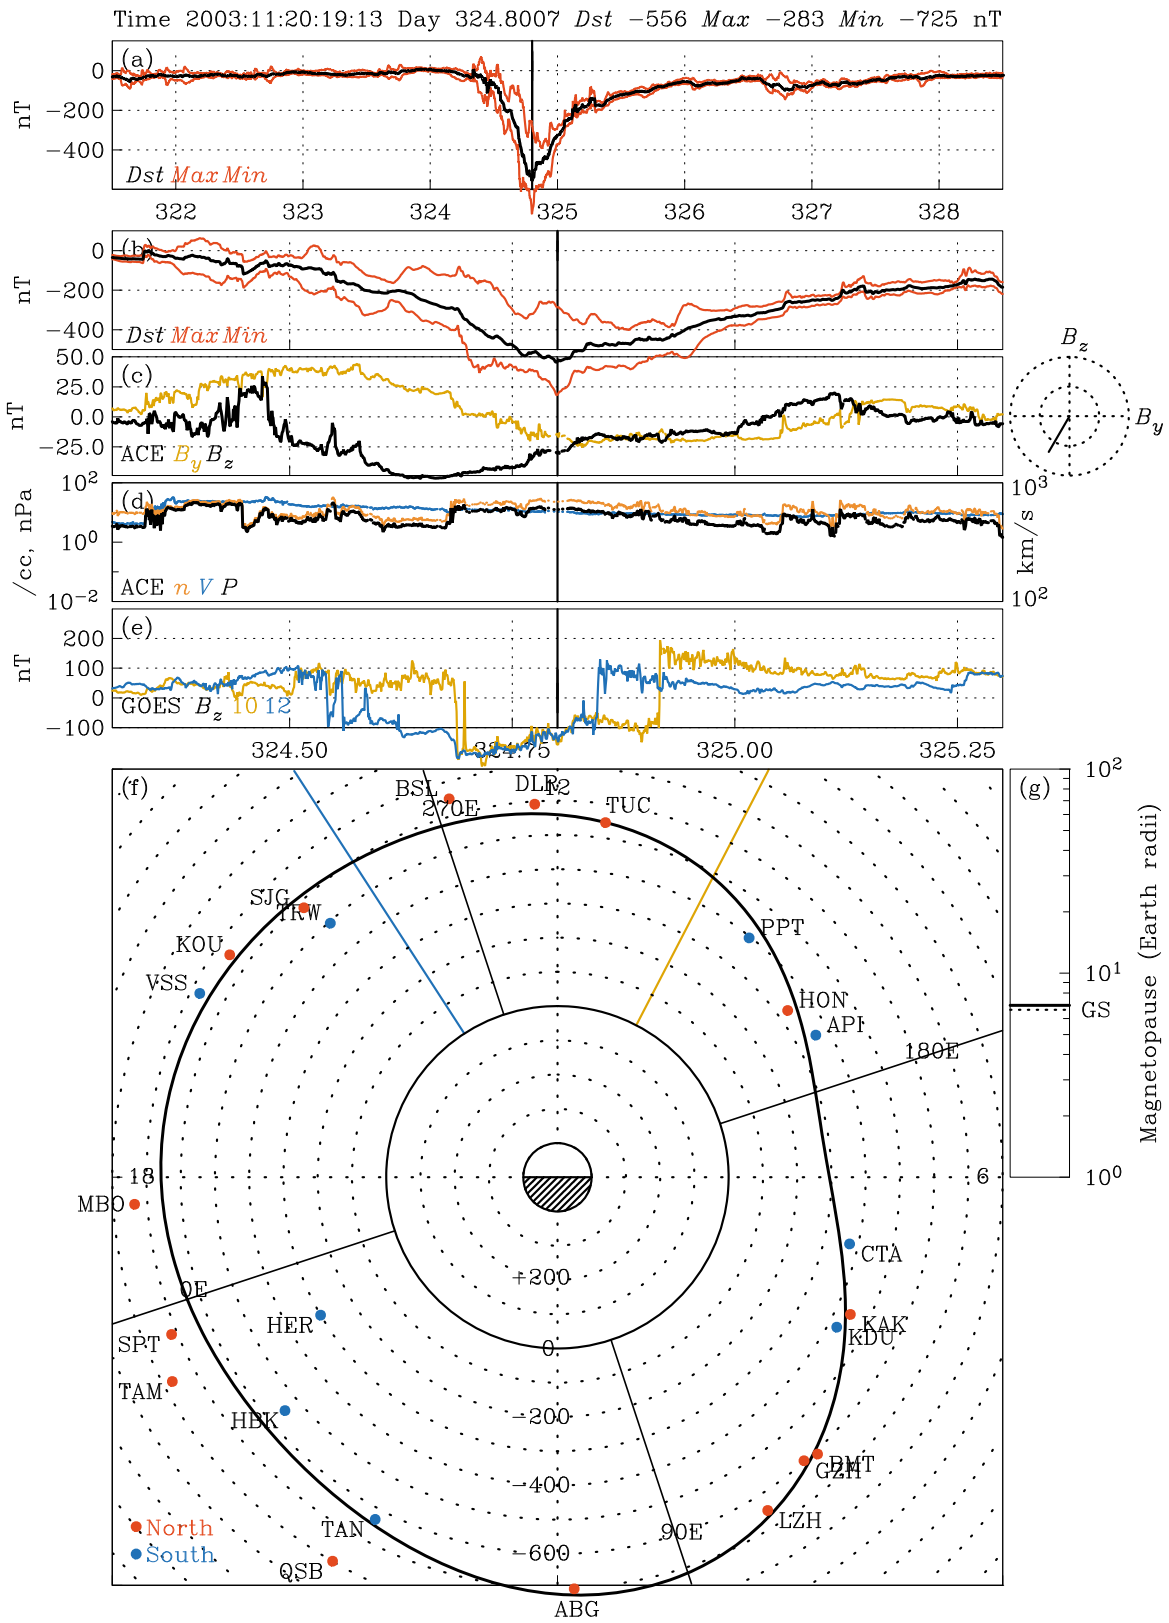 Time 2003:11:20:19:13 Day 324.8007 Dst −556 Max −283 Min −725 nT
(a)
nT
0
−200
−400
Dst Max Min
322 323 324 325 326 327 328
(b)
nT
0
−200
−400
Dst Max Min
(c)
nT
50.0
25.0
0.0
−25.0
ACE By Bz
Bz
By
(d)
/cc, nPa
10²
10⁰
10⁻²
ACE n V P
10³
km/s
10²
(e)
nT
200
100
0
−100
GOES Bz 10 12
324.50 324.75 325.00 325.25
(f)
BSL
270E
DLR
12
TUC
SJG
TRW
KOU
VSS
PPT
HON
API
180E
18
6
MBO
CTA
+200
0E
HER
KAK
KDU
SPT
0
TAM
HBK
−200
BMT
GZH
−400
LZH
90E
TAN
−600
QSB
North
South
ABG
(g)
10²
10¹
GS
10⁰
Magnetopause (Earth radii)